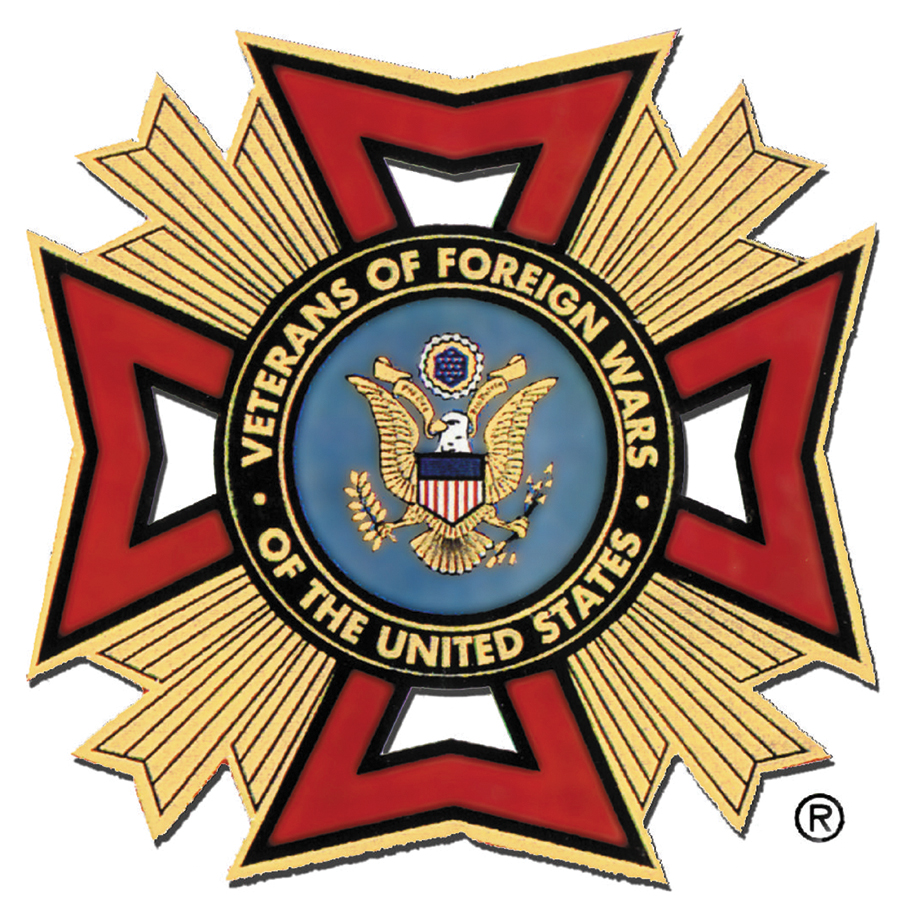 VETERANS OF FOREIGN WARS
• OF THE UNITED STATES •
®